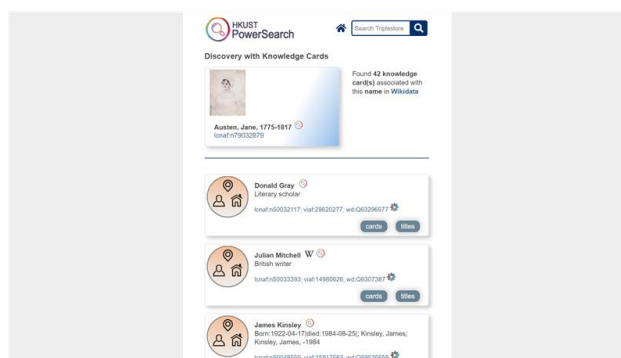 HKUST
PowerSearch
Search Triplestore
Discovery with Knowledge Cards
Found 42 knowledge
card(s) associated with
this name in Wikidata
Austen, Jane, 1775-1817
lcnaf:n79032879
Donald Gray
Literary scholar
lcnaf:n50032117; viaf:29620277; wd:Q63296577
cards titles
Julian Mitchell W
British writer
lcnaf:n50033393; viaf:14980626; wd:Q6307387
cards titles
James Kinsley
Born:1922-04-17|died:1984-08-25|; Kinsley, James;
Kinsley, James, -1984